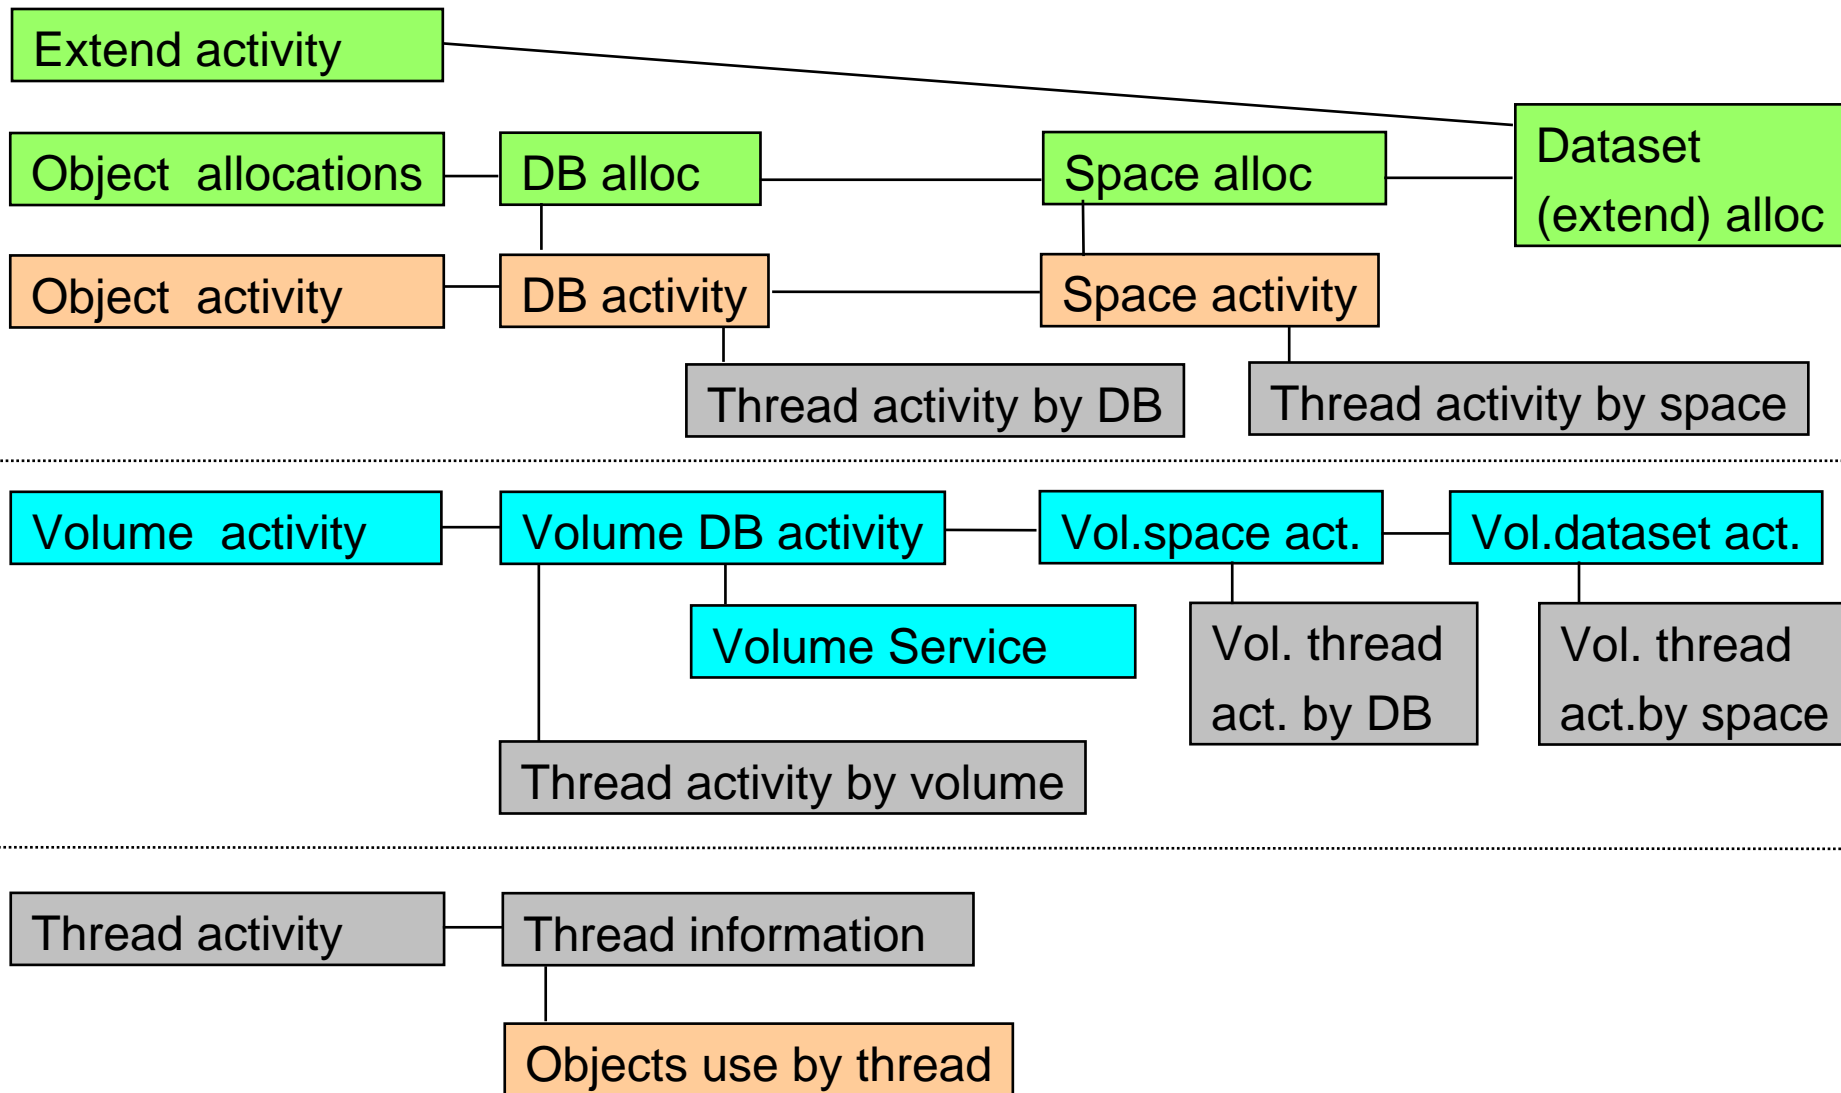 Extend activity
Object allocations
DB alloc
Space alloc
Dataset
(extend) alloc
Object activity
DB activity
Space activity
Thread activity by DB
Thread activity by space
Volume activity
Volume DB activity
Vol.space act.
Vol.dataset act.
Volume Service
Vol. thread
act. by DB
Vol. thread
act.by space
Thread activity by volume
Thread activity
Thread information
Objects use by thread